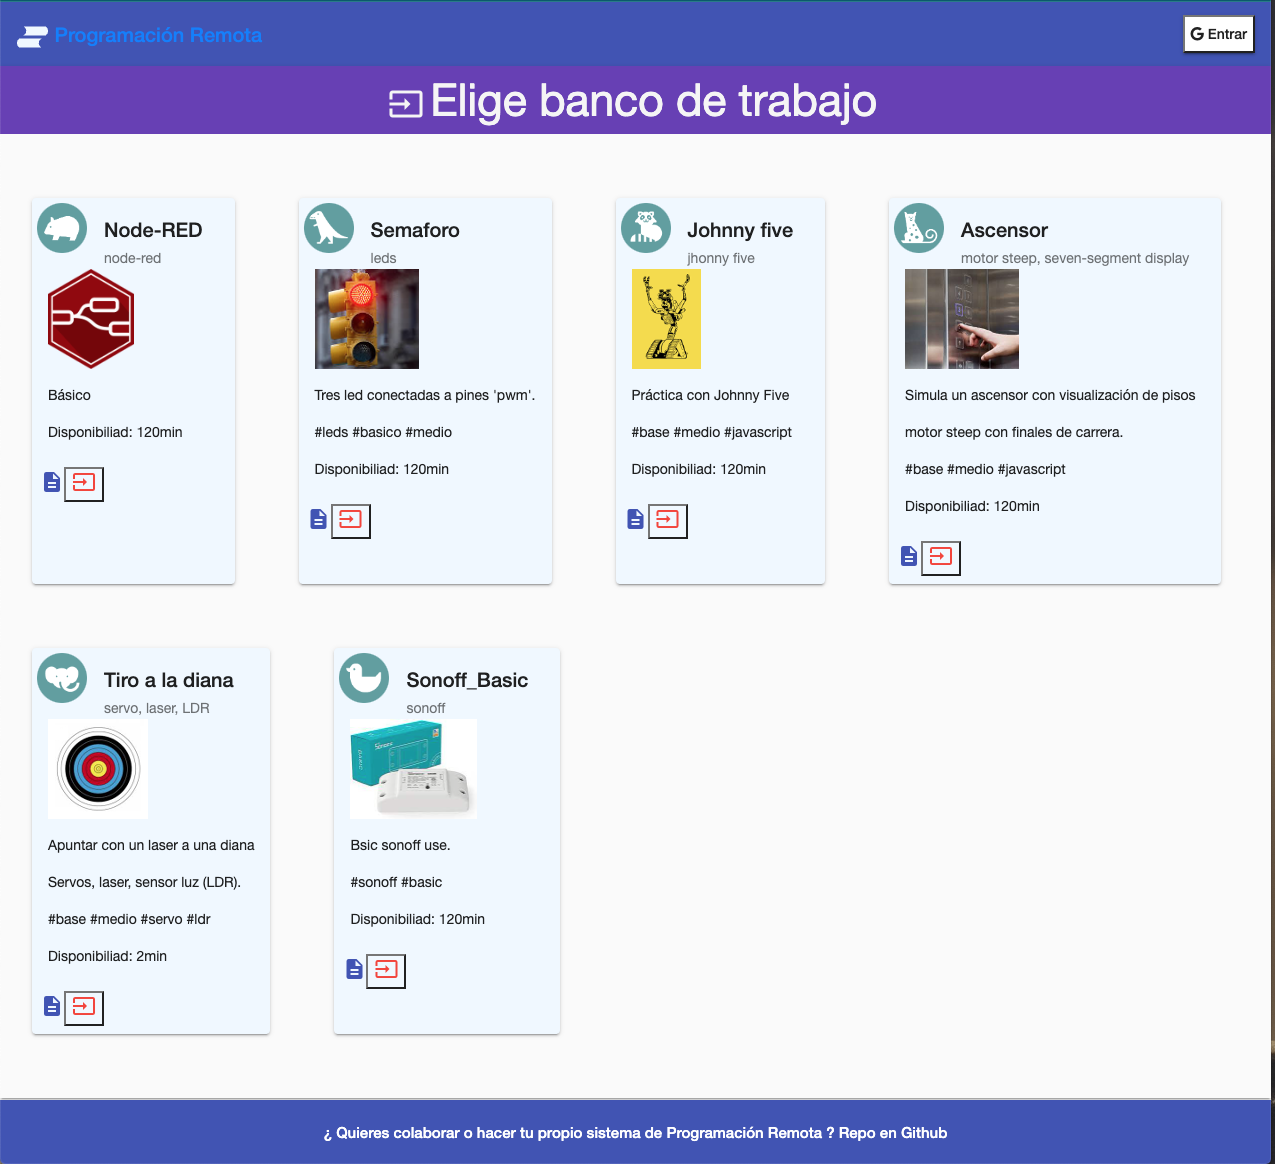 Programación Remota
G Entrar
Elige banco de trabajo
Node-RED
node-red
Básico
Disponibiliad: 120min
Semaforo
leds
Tres led conectadas a pines 'pwm'.
#leds #basico #medio
Disponibiliad: 120min
Johnny five
jhonny five
Práctica con Johnny Five
#base #medio #javascript
Disponibiliad: 120min
Ascensor
motor steep, seven-segment display
Simula un ascensor con visualización de pisos
motor steep con finales de carrera.
#base #medio #javascript
Disponibiliad: 120min
Tiro a la diana
servo, laser, LDR
Apuntar con un laser a una diana
Servos, laser, sensor luz (LDR).
#base #medio #servo #ldr
Disponibiliad: 2min
Sonoff_Basic
sonoff
Bsic sonoff use.
#sonoff #basic
Disponibiliad: 120min
¿ Quieres colaborar o hacer tu propio sistema de Programación Remota ? Repo en Github